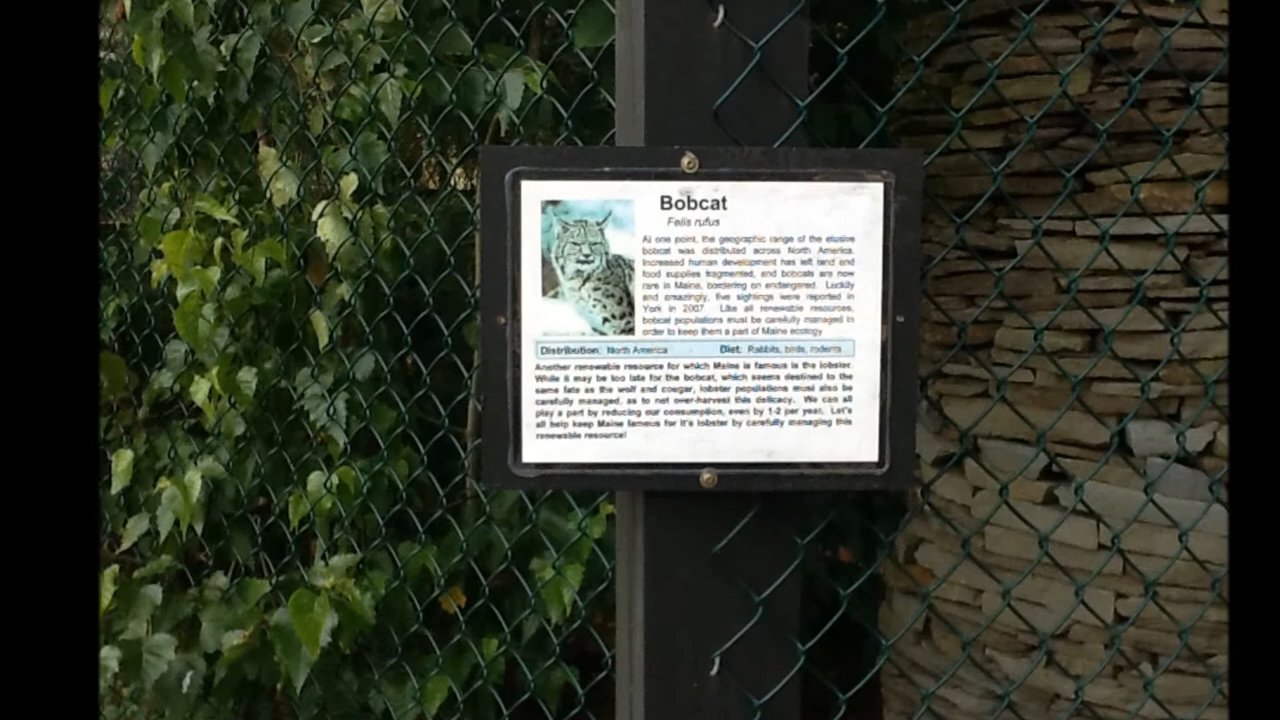 Bobcat
Felis rufus
At one point, the geographic range of the elusive
bobcat was distributed across North America.
Increased human development has left land and
food supplies fragmented, and bobcats are now
rare in Maine, bordering on endangered. Luckily
and amazingly, five sightings were reported in
York in 2007. Like all renewable resources,
bobcat populations must be carefully managed in
order to keep them a part of Maine ecology
Distribution: North America Diet: Rabbits, birds, rodents
Another renewable resource for which Maine is famous is the lobster.
While it may be too late for the bobcat, which seems destined to the
same fate as the wolf and cougar, lobster populations must also be
carefully managed, as to not over-harvest this delicacy. We can all
play a part by reducing our consumption, even by 1-2 per year. Let's
all help keep Maine famous for it's lobster by carefully managing this
renewable resource!